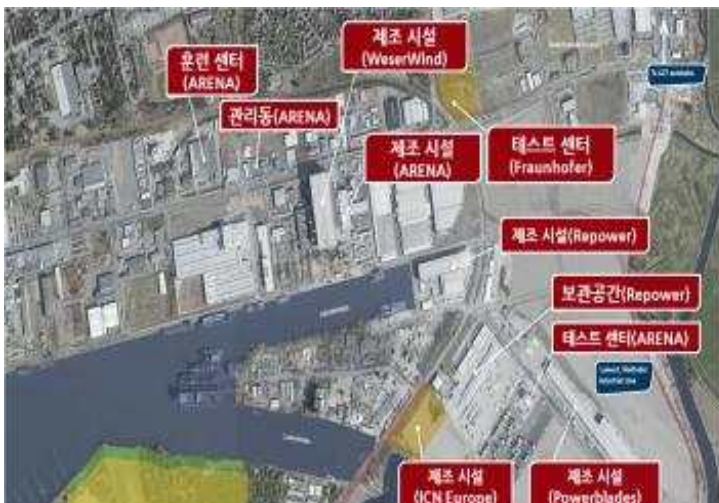 제조 시설
(WeserWind)
훈련 센터
(ARENA)
관리동(ARENA)
제조 시설
(ARENA)
테스트 센터
(Fraunhofer)
제조 시설(Repower)
보관공간(Repower)
테스트 센터(ARENA)
제조 시설
(ICN Europe)
제조 시설
(Powerblades)